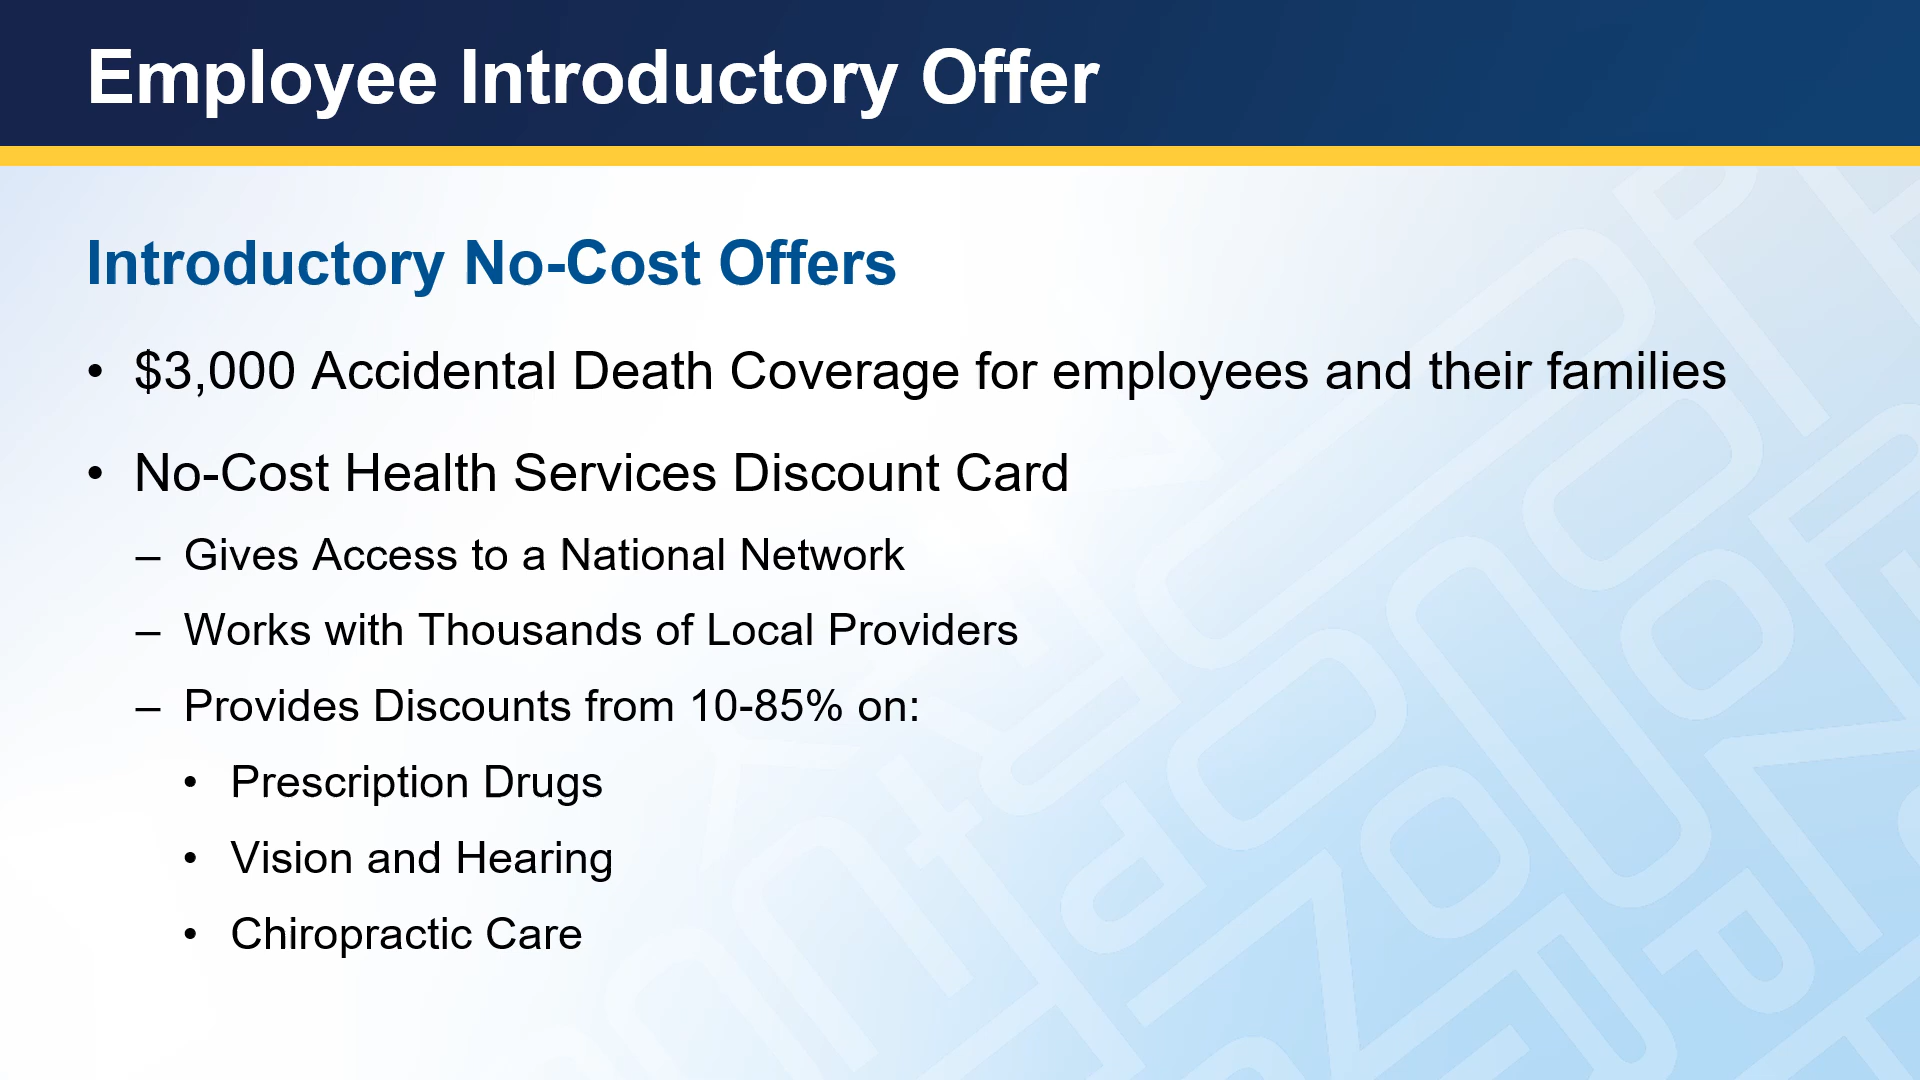 Employee Introductory Offer
Introductory No-Cost Offers
• $3,000 Accidental Death Coverage for employees and their families
• No-Cost Health Services Discount Card
– Gives Access to a National Network
– Works with Thousands of Local Providers
– Provides Discounts from 10-85% on:
• Prescription Drugs
• Vision and Hearing
• Chiropractic Care